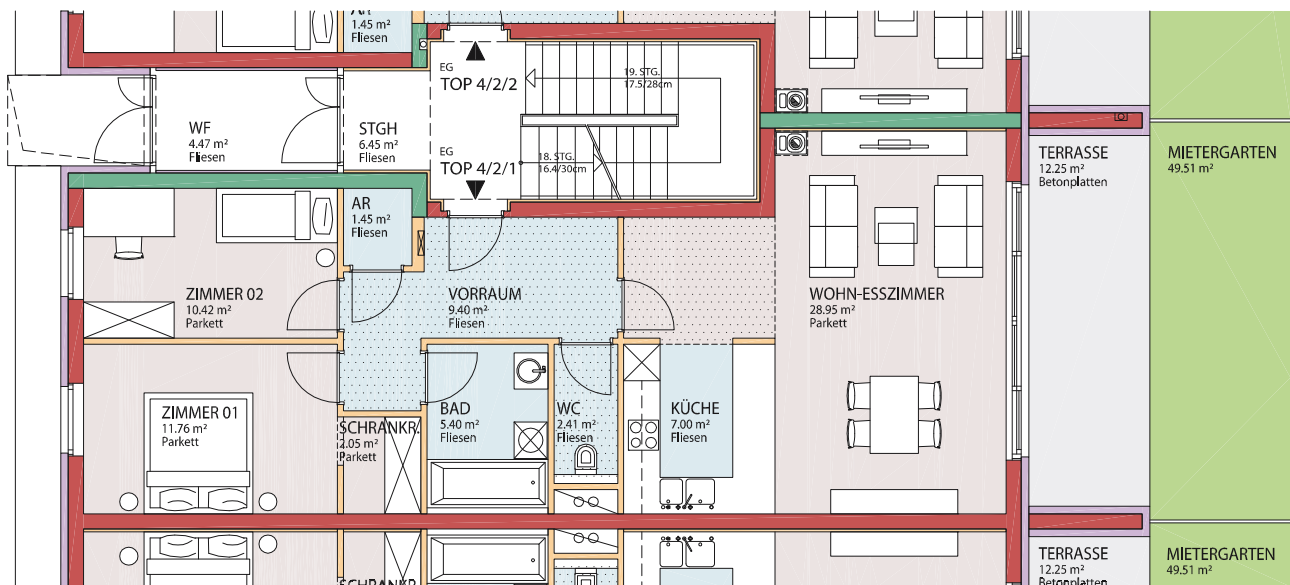 AR
1.45 m²
Fliesen
EG
TOP 4/2/2
19. STG.
17.5/28cm
WF
4.47 m²
Fliesen
STGH
6.45 m²
Fliesen
EG
TOP 4/2/1
18. STG.
16.4/30cm
TERRASSE
12.25 m²
Betonplatten
MIETERGARTEN
49.51 m²
AR
1.45 m²
Fliesen
ZIMMER 02
10.42 m²
Parkett
VORRAUM
9.40 m²
Fliesen
WOHN-ESSZIMMER
28.95 m²
Parkett
ZIMMER 01
11.76 m²
Parkett
SCHRANKR.
2.05 m²
Parkett
BAD
5.40 m²
Fliesen
WC
2.41 m²
Fliesen
KÜCHE
7.00 m²
Fliesen
TERRASSE
12.25 m²
Betonplatten
MIETERGARTEN
49.51 m²
SCHRANKR.